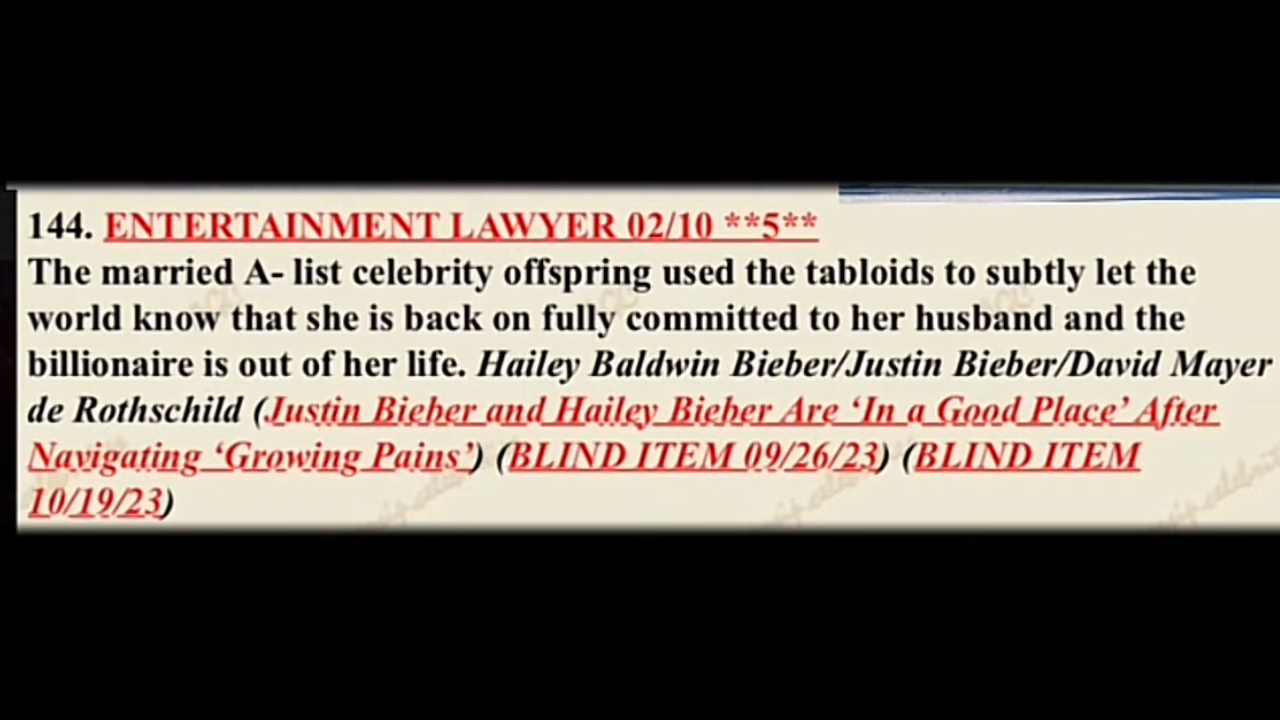 144. ENTERTAINMENT LAWYER 02/10 **5**
The married A- list celebrity offspring used the tabloids to subtly let the
world know that she is back on fully committed to her husband and the
billionaire is out of her life. Hailey Baldwin Bieber/Justin Bieber/David Mayer
de Rothschild (Justin Bieber and Hailey Bieber Are ‘In a Good Place’ After
Navigating ‘Growing Pains’) (BLIND ITEM 09/26/23) (BLIND ITEM
10/19/23)